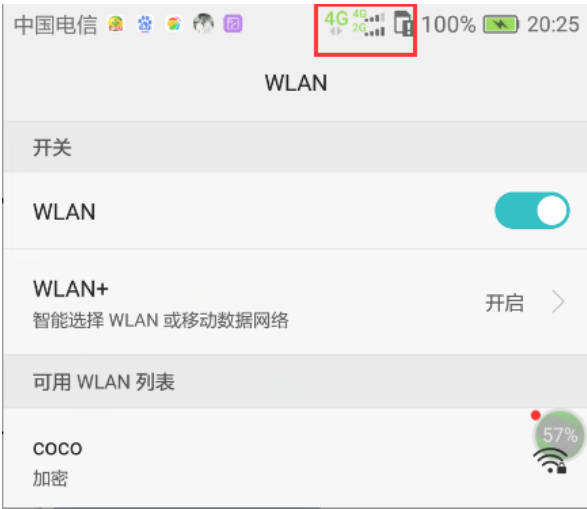 中国电信 4G 4G 2G 100% 20:25
WLAN
开关
WLAN
WLAN+
智能选择 WLAN 或移动数据网络
开启
可用 WLAN 列表
coco
57%
加密